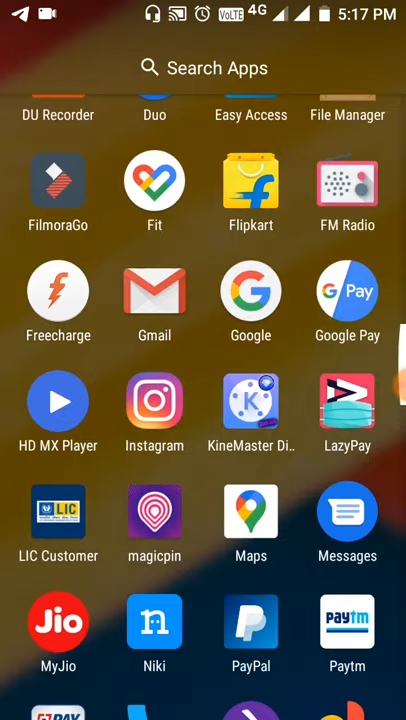 VoLTE 4G 5:17 PM
Search Apps
DU Recorder Duo Easy Access File Manager
FilmoraGo Fit Flipkart FM Radio
G Pay
Freecharge Gmail Google Google Pay
K
HD MX Player Instagram KineMaster Di.. LazyPay
LIC
LIC Customer magicpin Maps Messages
Jio n paytm
MyJio Niki PayPal Paytm
PAY